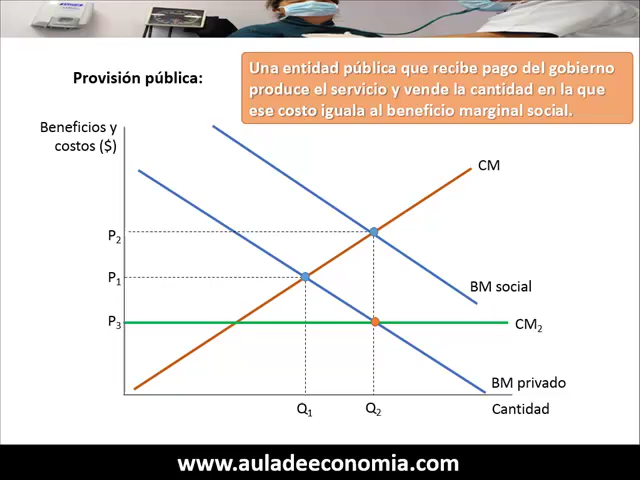 Provisión pública:
Una entidad pública que recibe pago del gobierno
produce el servicio y vende la cantidad en la que
ese costo iguala al beneficio marginal social.
Beneficios y
costos ($)
CM
P₂
P₁
BM social
P₃
CM₂
BM privado
Q₁
Q₂
Cantidad
www.auladeeconomia.com